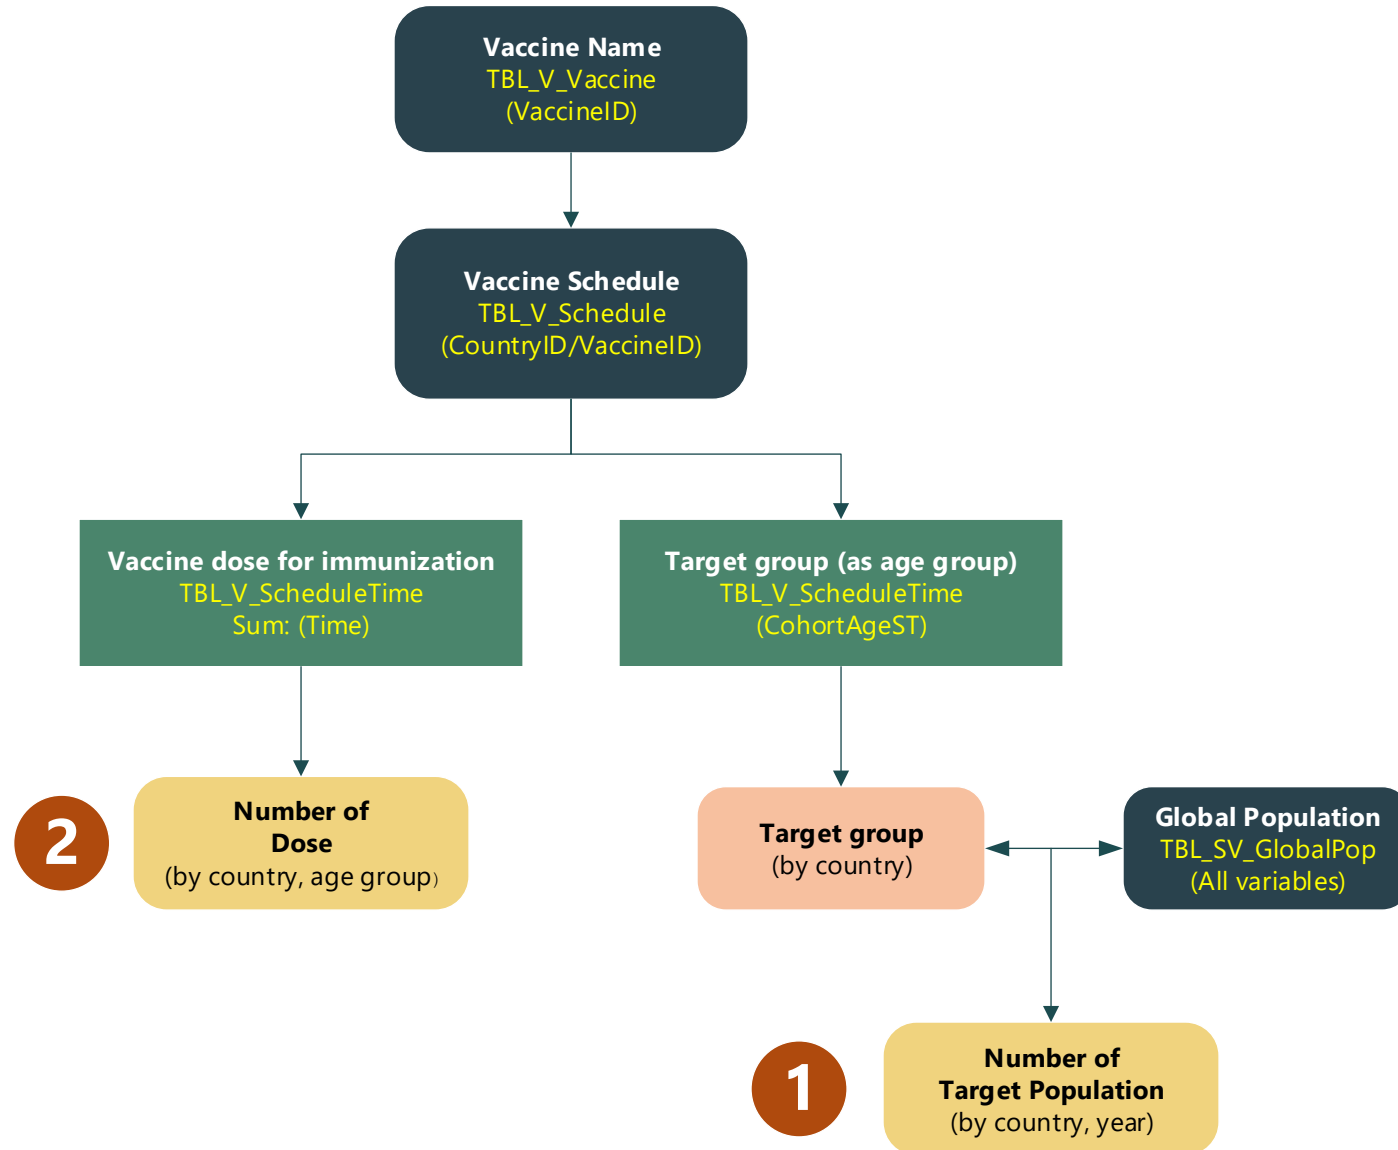 Vaccine Name
TBL_V_Vaccine
(VaccineID)
Vaccine Schedule
TBL_V_Schedule
(CountryID/VaccineID)
Vaccine dose for immunization
TBL_V_ScheduleTime
Sum: (Time)
Target group (as age group)
TBL_V_ScheduleTime
(CohortAgeST)
2
Number of
Dose
(by country, age group)
Target group
(by country)
Global Population
TBL_SV_GlobalPop
(All variables)
1
Number of
Target Population
(by country, year)